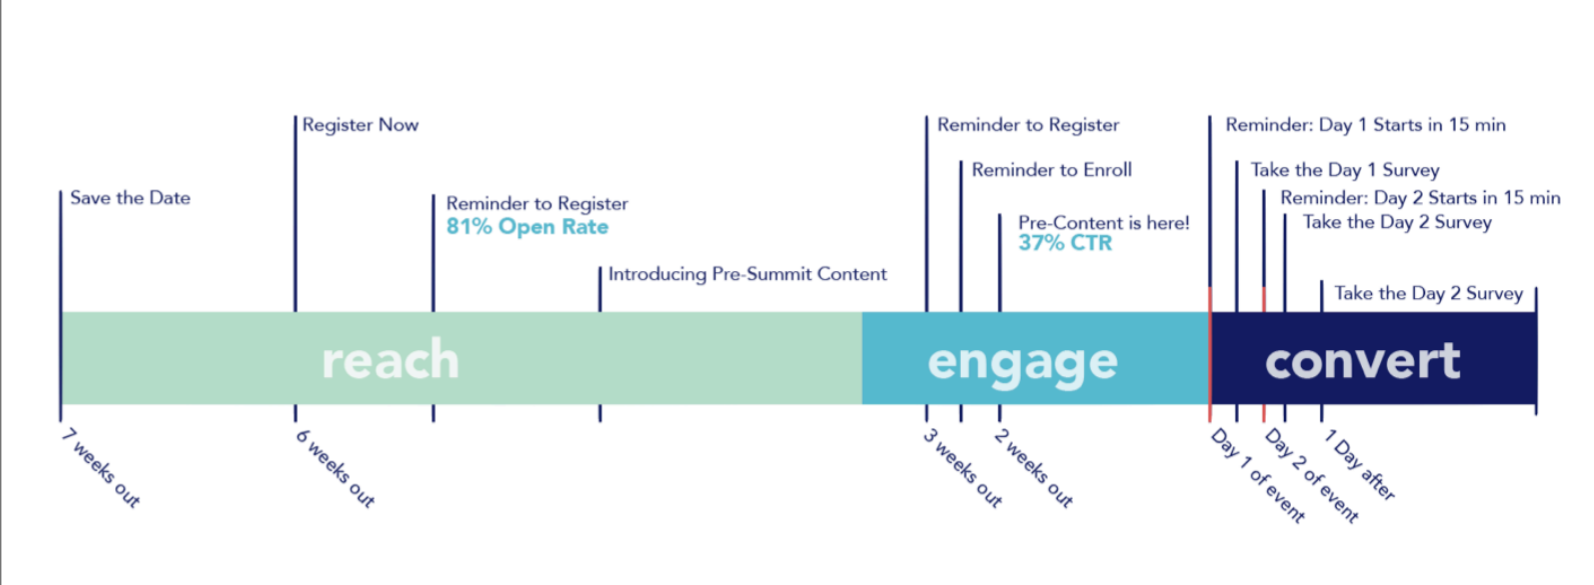 Register Now
Reminder to Register
Reminder: Day 1 Starts in 15 min
Reminder to Enroll
Take the Day 1 Survey
Save the Date
Reminder to Register
81% Open Rate
Reminder: Day 2 Starts in 15 min
Pre-Content is here!
37% CTR
Take the Day 2 Survey
Introducing Pre-Summit Content
Take the Day 2 Survey
reach
engage
convert
7 weeks out
6 weeks out
3 weeks out
2 weeks out
Day 1 of event
Day 2 of event
1 Day after